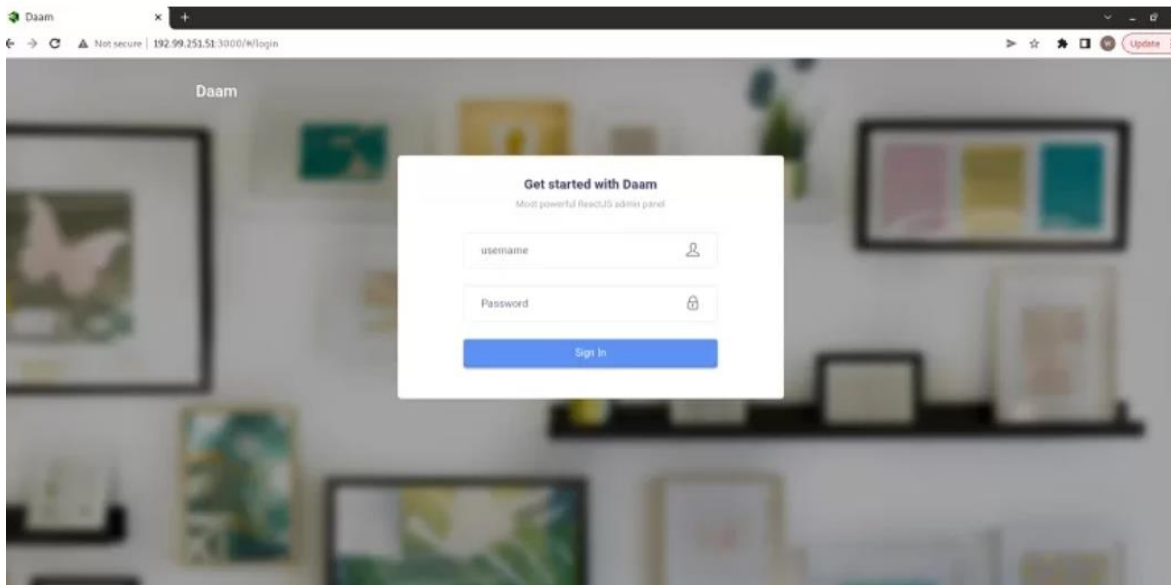 Daam
Not secure 192.99.251.51:3000/#/login
Update
Daam
Get started with Daam
Most powerful ReactJS admin panel
username
Password
Sign In